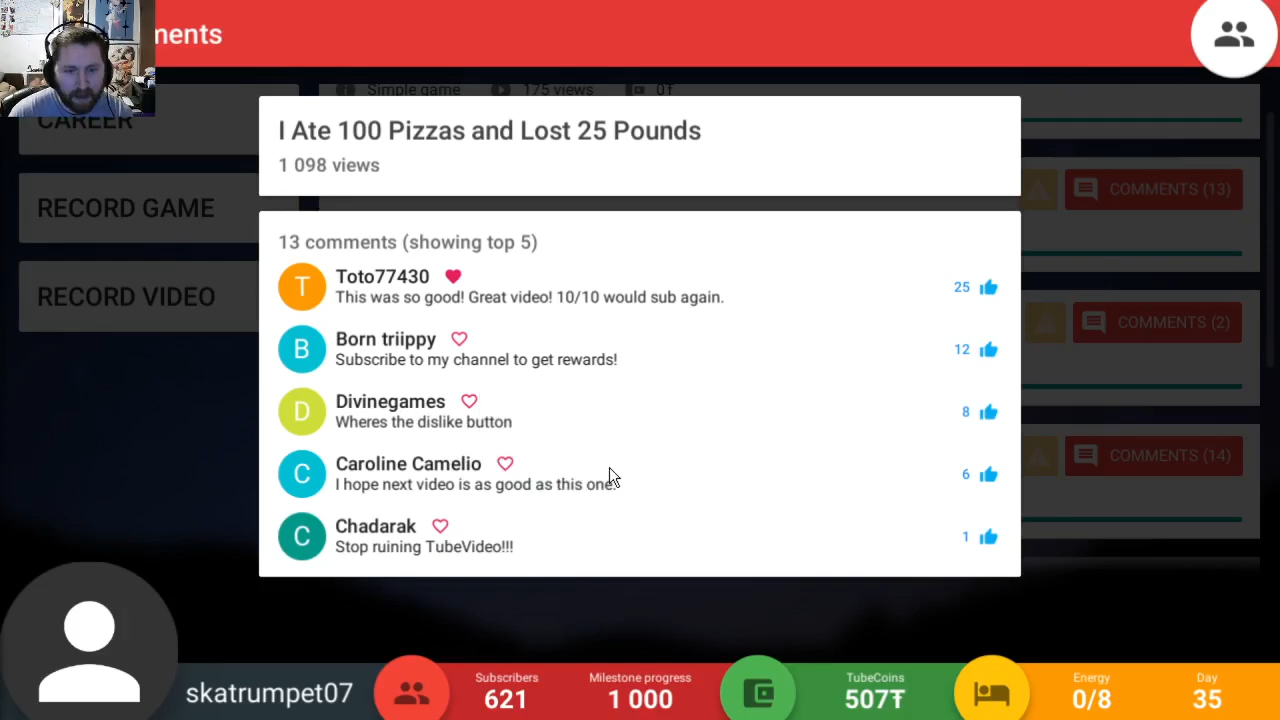 ments
Simple game 175 views 0₮
CAREER
RECORD GAME
RECORD VIDEO
COMMENTS (13)
COMMENTS (2)
COMMENTS (14)
I Ate 100 Pizzas and Lost 25 Pounds
1 098 views
13 comments (showing top 5)
T
Toto77430
This was so good! Great video! 10/10 would sub again.
25
B
Born triippy
Subscribe to my channel to get rewards!
12
D
Divinegames
Wheres the dislike button
8
C
Caroline Camelio
I hope next video is as good as this one.
6
C
Chadarak
Stop ruining TubeVideo!!!
1
skatrumpet07
Subscribers
621
Milestone progress
1 000
TubeCoins
507₮
Energy
0/8
Day
35